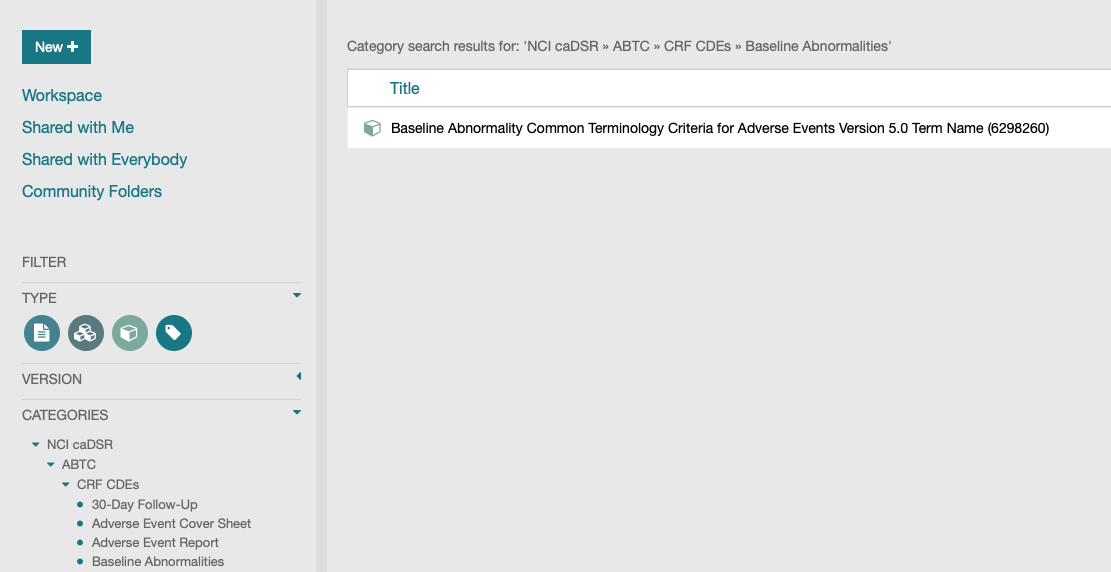 New
Workspace
Shared with Me
Shared with Everybody
Community Folders
FILTER
TYPE
VERSION
CATEGORIES
NCI caDSR
ABTC
CRF CDEs
30-Day Follow-Up
Adverse Event Cover Sheet
Adverse Event Report
Baseline Abnormalities
Category search results for: 'NCI caDSR » ABTC » CRF CDEs » Baseline Abnormalities'
Title
Baseline Abnormality Common Terminology Criteria for Adverse Events Version 5.0 Term Name (6298260)